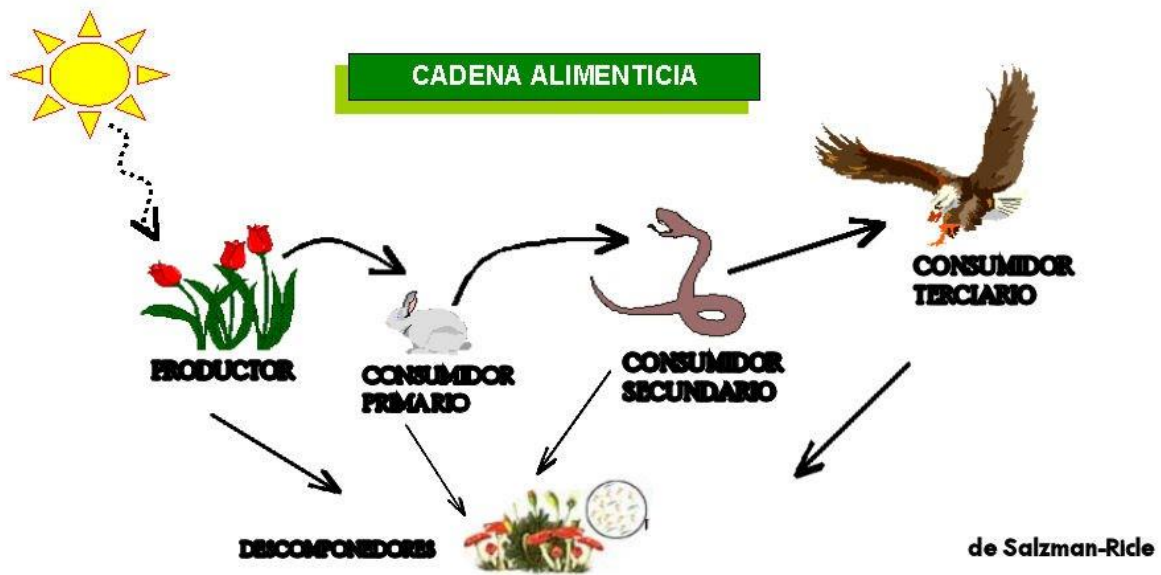 CADENA ALIMENTICIA
CONSUMIDOR
TERCIARIO
PRODUCTOR
CONSUMIDOR
PRIMARIO
CONSUMIDOR
SECUNDARIO
DESCOMPONEDORES
de Salzman-Ricle